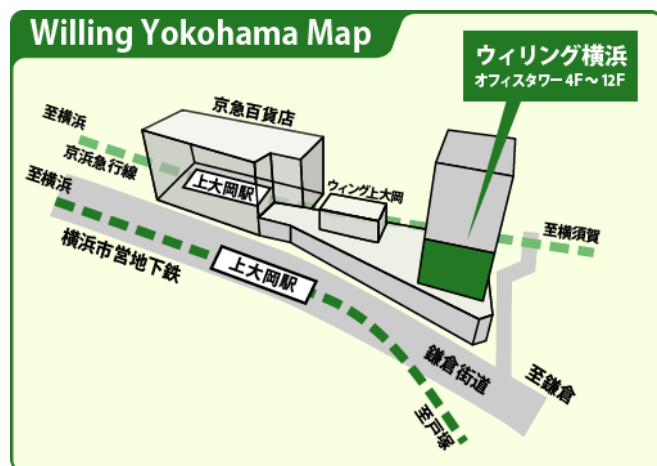 Willing Yokohama Map
ウィリング横浜
オフィスタワー4F〜12F
京急百貨店
至横浜
京浜急行線
上大岡駅
ウィング上大岡
至横須賀
至横浜
横浜市営地下鉄
上大岡駅
鎌倉街道
至鎌倉
至戸塚